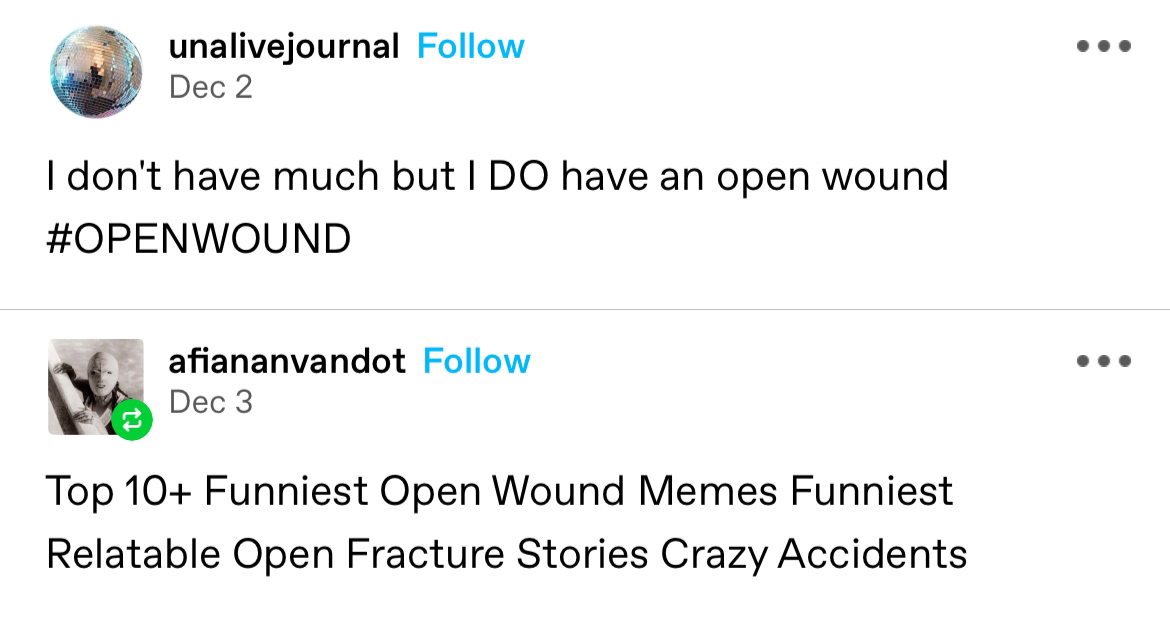 unalivejournal Follow
Dec 2
I don't have much but I DO have an open wound
#OPENWOUND
afiananvandot Follow
Dec 3
Top 10+ Funniest Open Wound Memes Funniest
Relatable Open Fracture Stories Crazy Accidents